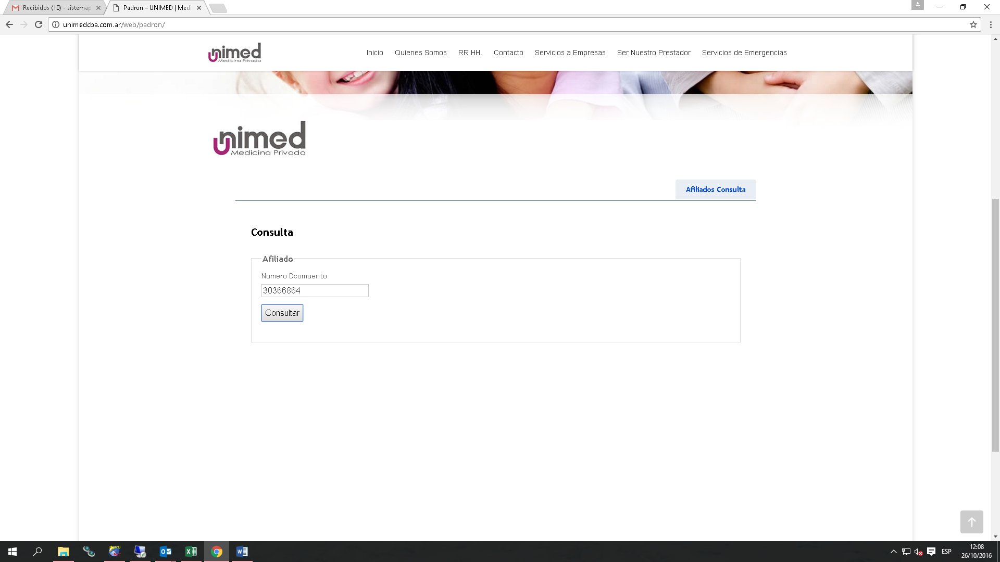 Recibidos (10) - sistemap
Padron – UNIMED | Medi
unimedcba.com.ar/web/padron/
unimed
Medicina Privada
Inicio
Quienes Somos
RR.HH.
Contacto
Servicios a Empresas
Ser Nuestro Prestador
Servicios de Emergencias
unimed
Medicina Privada
Afiliados Consulta
Consulta
Afiliado
Numero Dcomuento
30366864
Consultar
ESP
12:08
26/10/2016